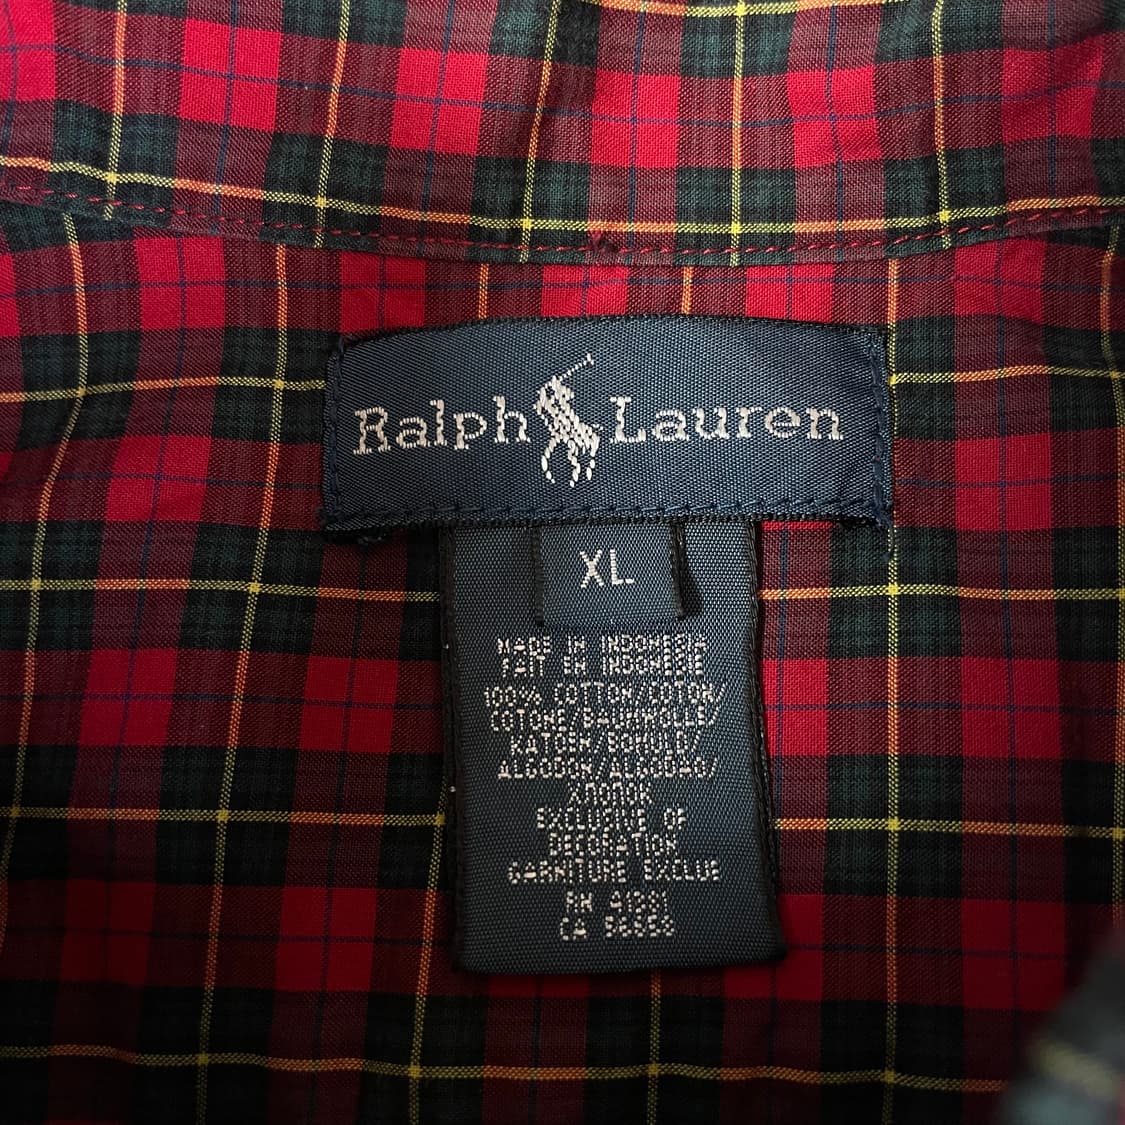 Ralph Lauren
XL
MADE IN INDONESIA
FAIT EN INDONESIE
100% COTTON/COTON/
COTONE/BAUMWOLLE/
KATOEN/BOMULD/
ALGODON/ALGODAO/
EXCLUSIVE OF
DECORATION
GARNITURE EXCLUE
RN 41381
CA